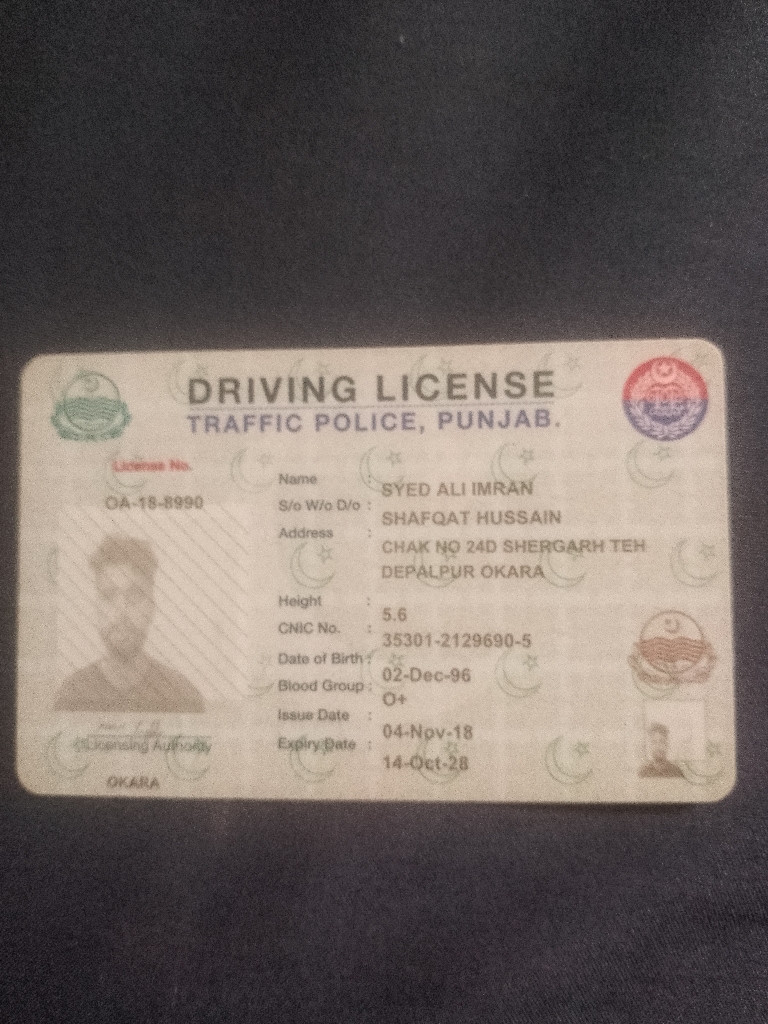 DRIVING LICENSE
TRAFFIC POLICE, PUNJAB.
License No.
OA-18-8990
Name : SYED ALI IMRAN
S/o W/o D/o : SHAFQAT HUSSAIN
Address : CHAK NO 24D SHERGARH TEH
DEPALPUR OKARA
Height : 5.6
CNIC No. : 35301-2129690-5
Date of Birth : 02-Dec-96
Blood Group : O+
Issue Date : 04-Nov-18
Expiry Date : 14-Oct-28
Licensing Authority
OKARA